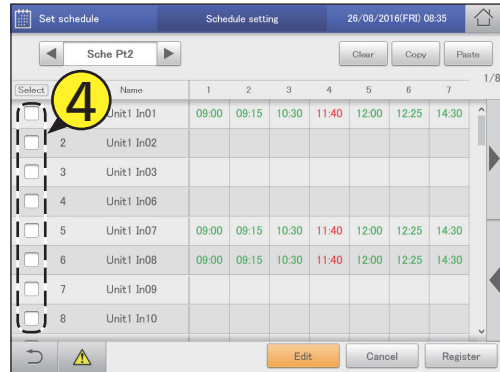 Set schedule Schedule setting 26/08/2016(FRI) 08:35
Sche Pt2 Clear Copy Paste
1/8
Select Name 1 2 3 4 5 6 7
4
Unit1 In01 09:00 09:15 10:30 11:40 12:00 12:25 14:30
2 Unit1 In02
3 Unit1 In03
4 Unit1 In06
5 Unit1 In07 09:00 09:15 10:30 11:40 12:00 12:25 14:30
6 Unit1 In08 09:00 09:15 10:30 11:40 12:00 12:25 14:30
7 Unit1 In09
8 Unit1 In10
Edit Cancel Register